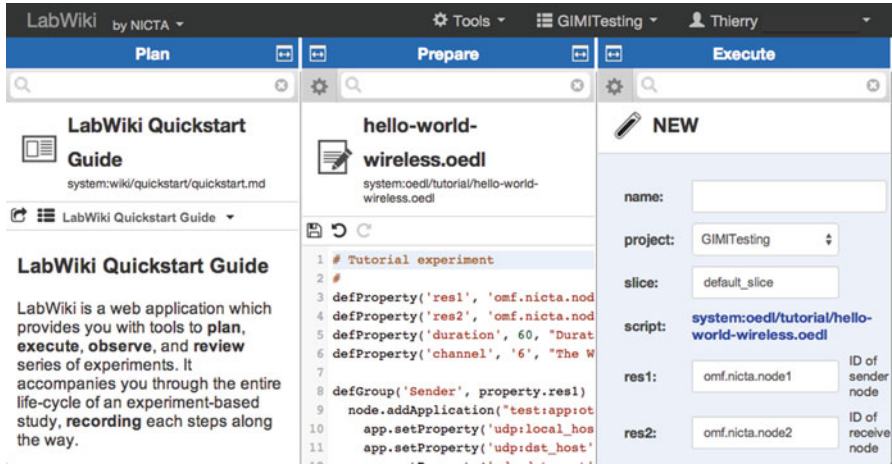 LabWiki by NICTA
Tools
GIMITesting
Thierry
Plan
LabWiki Quickstart
Guide
system:wiki/quickstart/quickstart.md
LabWiki Quickstart Guide
LabWiki Quickstart Guide
LabWiki is a web application which
provides you with tools to plan,
execute, observe, and review
series of experiments. It
accompanies you through the entire
life-cycle of an experiment-based
study, recording each steps along
the way.
Prepare
hello-world-
wireless.oedl
system:oedl/tutorial/hello-world-
wireless.oedl
1 # Tutorial experiment
2 #
3 defProperty('res1', 'omf.nicta.nod
4 defProperty('res2', 'omf.nicta.nod
5 defProperty('duration', 60, "Durat
6 defProperty('channel', '6', "The W
7
8 defGroup('Sender', property.res1)
9 node.addApplication("test:app:ot
10 app.setProperty('udp:local_hos
11 app.setProperty('udp:dst_host'
Execute
NEW
name:
project: GIMITesting
slice: default_slice
script: system:oedl/tutorial/hello-
world-wireless.oedl
res1: omf.nicta.node1 ID of
sender
node
res2: omf.nicta.node2 ID of
receive
node